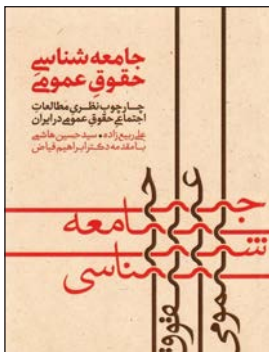 جامعه شناسی
حقوق عمومی
چارچوب نظری مطالعات
اجتماعی حقوق عمومی در ایران
علی ربیع زاده • سید حسین هاشمی
با مقدمه دکتر ابراهیم فیاض
جامعه
شناسی
حقوق
عمومی